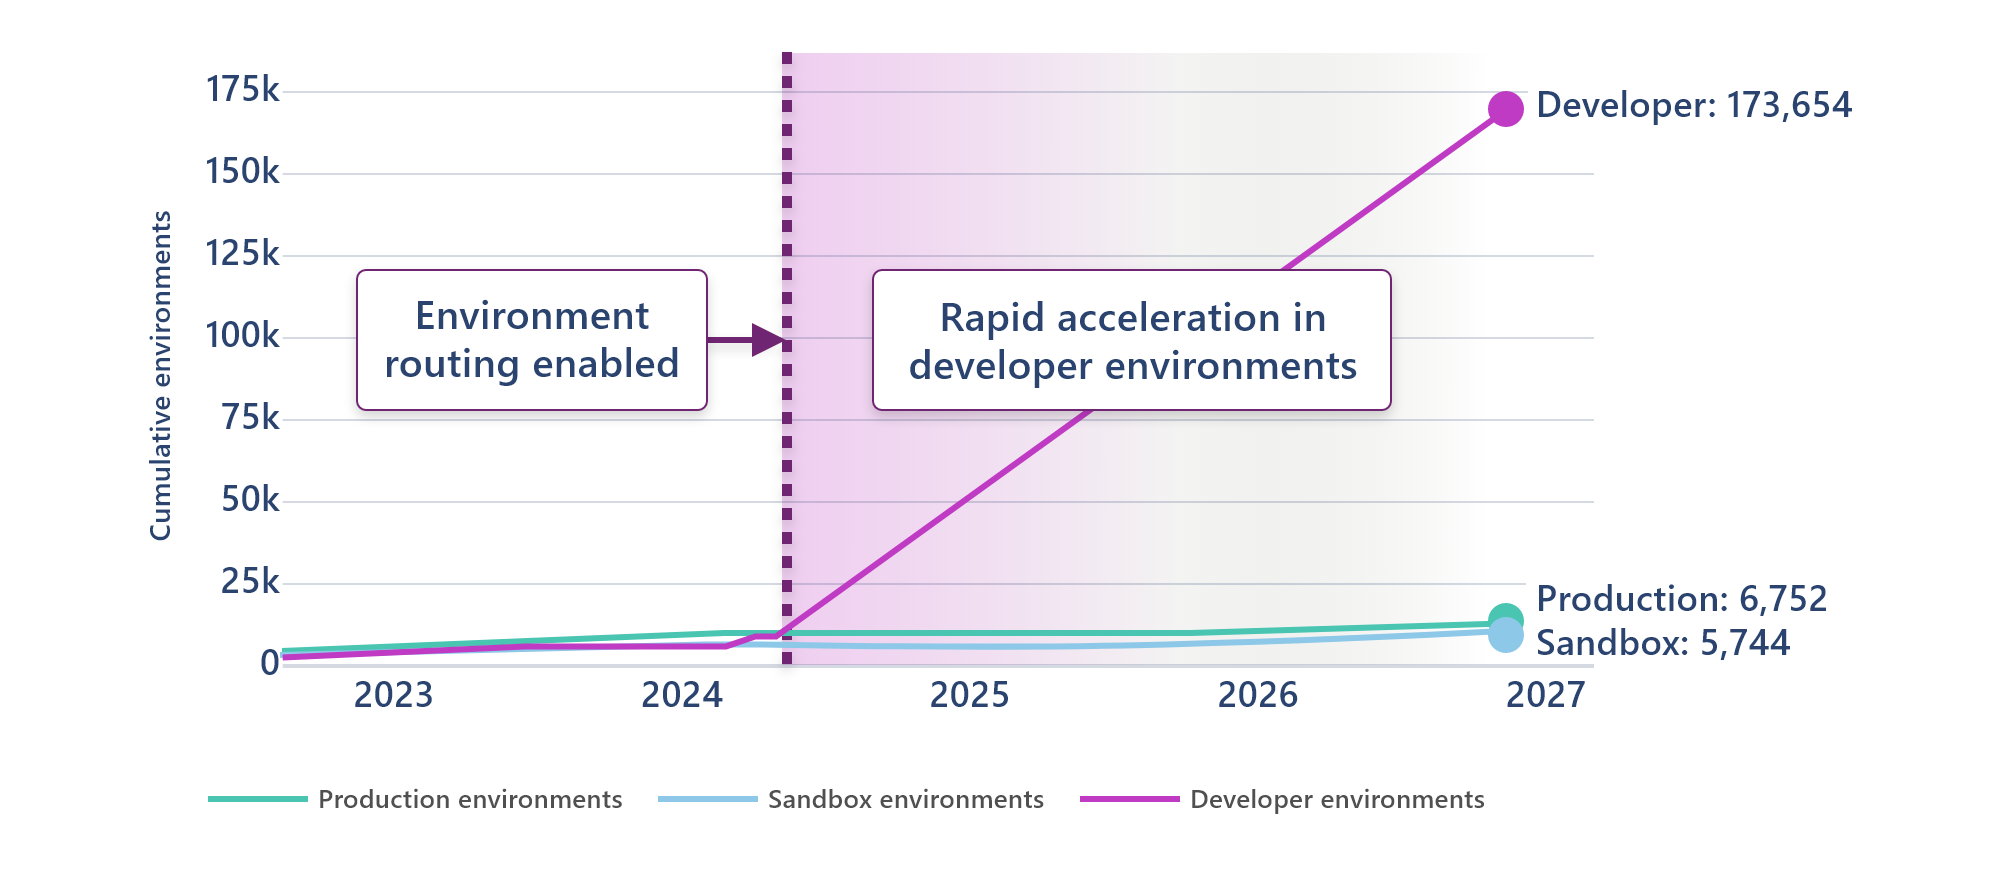 175k
150k
125k
100k
75k
50k
25k
0
Cumulative environments
Environment
routing enabled
Rapid acceleration in
developer environments
Developer: 173,654
Production: 6,752
Sandbox: 5,744
2023
2024
2025
2026
2027
Production environments
Sandbox environments
Developer environments